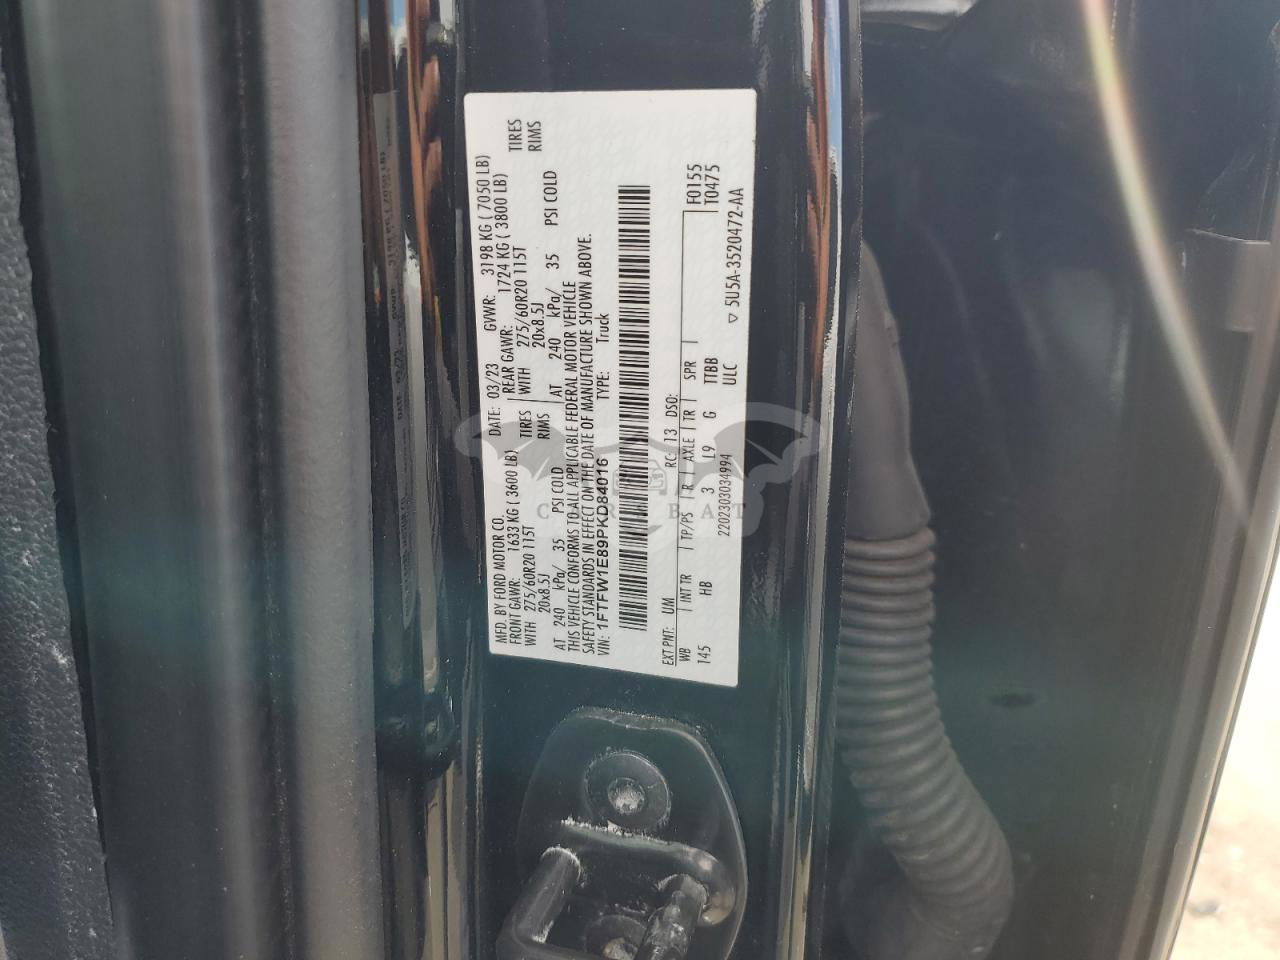 MFD. BY FORD MOTOR CO. DATE: 03/23 GVWR: 3198 KG ( 7050 LB)
FRONT GAWR: 1633 KG ( 3600 LB) REAR GAWR: 1724 KG ( 3800 LB)
WITH 275/60R20 115T TIRES WITH 275/60R20 115T TIRES
20x8.5J RIMS 20x8.5J RIMS
AT 240 kPa/ 35 PSI COLD AT 240 kPa/ 35 PSI COLD
THIS VEHICLE CONFORMS TO ALL APPLICABLE FEDERAL MOTOR VEHICLE
SAFETY STANDARDS IN EFFECT ON THE DATE OF MANUFACTURE SHOWN ABOVE.
VIN: 1FTFW1E89PKD84016 TYPE: Truck
EXT PNT: UM RC: 13 DSO: F0155
WB INT TR TP/PS R AXLE TR SPR T0475
145 HB 3 L9 G TTBB
2202303034994 ULC ▽ 5U5A-3520472-AA
CARSBAT